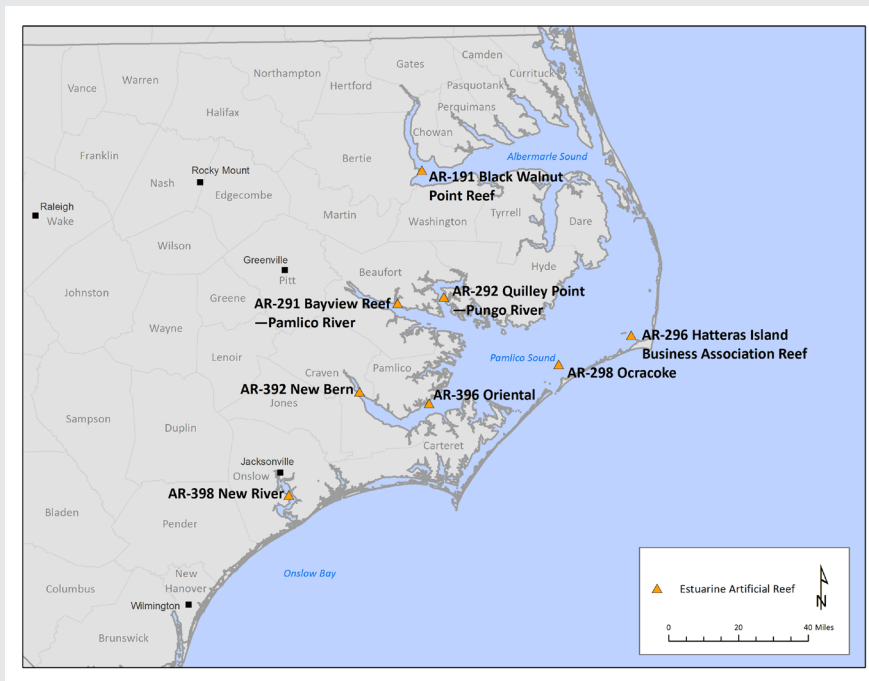 Camden
Gates
Currituck
Northampton
Pasquotank
Warren
Vance
Hertford
Perquimans
Halifax
Chowan
Franklin
Bertie
Albermarle Sound
Rocky Mount
AR-191 Black Walnut
Point Reef
Nash
Edgecombe
Raleigh
Wake
Martin
Washington
Tyrrell
Dare
Wilson
Greenville
Pitt
Beaufort
Hyde
Johnston
Greene
AR-291 Bayview Reef
—Pamlico River
AR-292 Quilley Point
—Pungo River
Wayne
AR-296 Hatteras Island
Business Association Reef
Lenoir
Pamlico Sound
AR-298 Ocracoke
Craven
Pamlico
AR-392 New Bern
Jones
AR-396 Oriental
Sampson
Duplin
Carteret
Jacksonville
Onslow
AR-398 New River
Bladen
Pender
Onslow Bay
New
Hanover
Columbus
Wilmington
Brunswick
Estuarine Artificial Reef
N
0 20 40 Miles